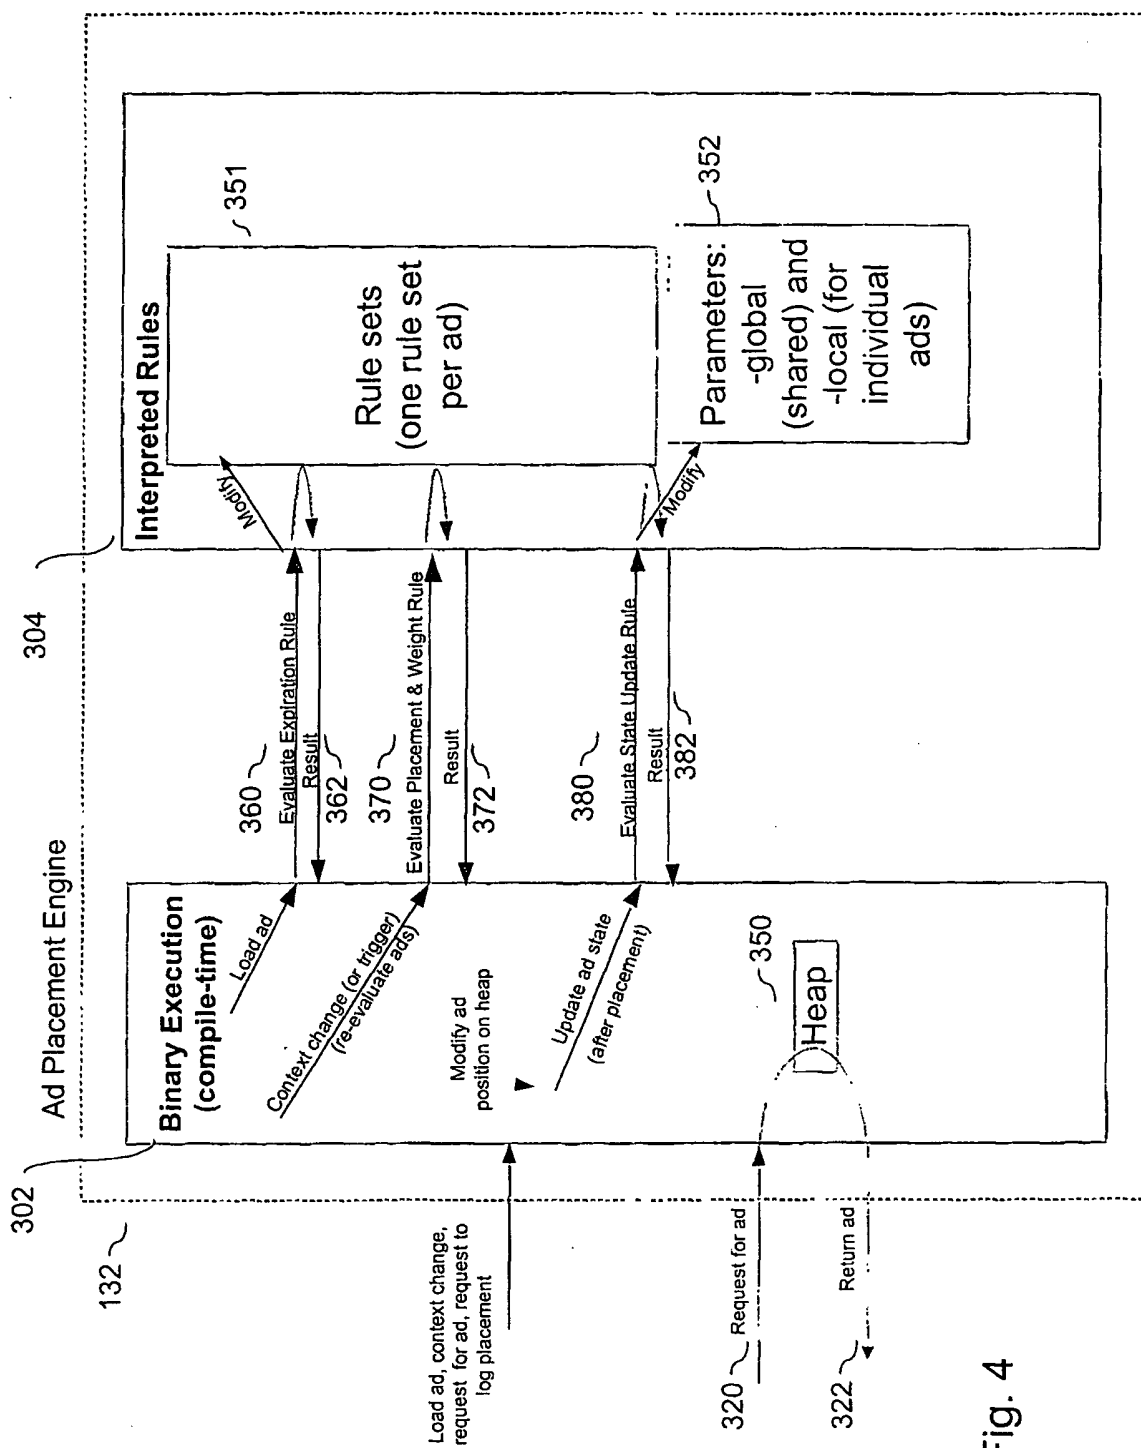 Ad Placement Engine
132
302
304
Binary Execution
(compile-time)
Interpreted Rules
Load ad
Context change (or trigger)
(re-evaluate ads)
Modify ad
position on heap
Update ad state
(after placement)
350
Heap
360
Evaluate Expiration Rule
Result
362
370
Evaluate Placement & Weight Rule
Result
372
380
Evaluate State Update Rule
Result
382
Modify
351
Rule sets
(one rule set
per ad)
Modify
352
Parameters:
-global
(shared) and
-local (for
individual
ads)
Load ad, context change,
request for ad, request to
log placement
320
Request for ad
322
Return ad
Fig. 4